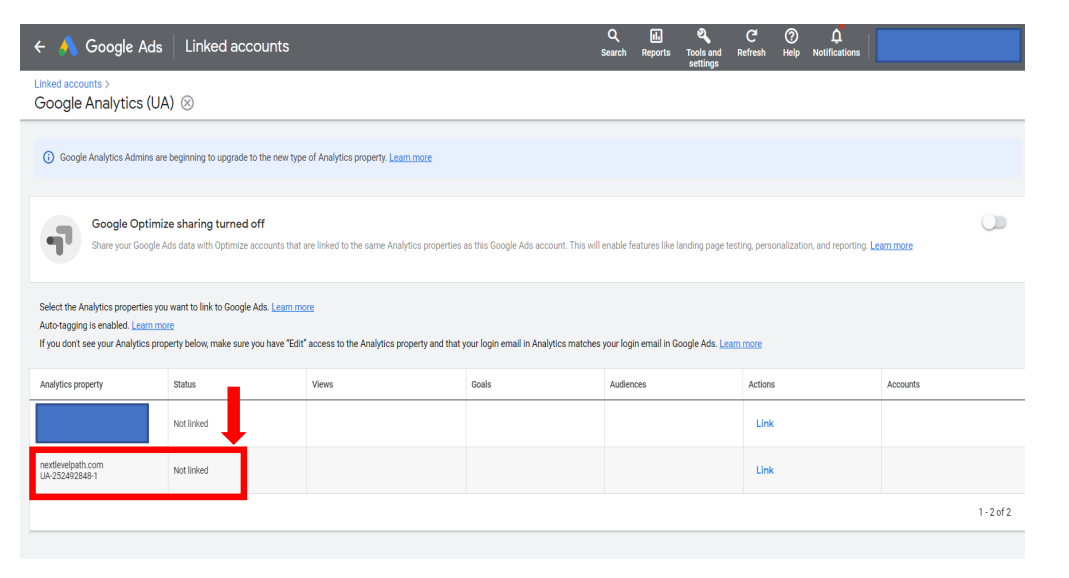 Google Ads Linked accounts
Search Reports Tools and settings Refresh Help Notifications
Linked accounts >
Google Analytics (UA)
Google Analytics Admins are beginning to upgrade to the new type of Analytics property. Learn more
Google Optimize sharing turned off
Share your Google Ads data with Optimize accounts that are linked to the same Analytics properties as this Google Ads account. This will enable features like landing page testing, personalization, and reporting. Learn more
Select the Analytics properties you want to link to Google Ads. Learn more
Auto-tagging is enabled. Learn more
If you don't see your Analytics property below, make sure you have "Edit" access to the Analytics property and that your login email in Analytics matches your login email in Google Ads. Learn more
Analytics property Status Views Goals Audiences Actions Accounts
Not linked Link
nextlevelpath.com
UA-252492848-1
Not linked Link
1 - 2 of 2